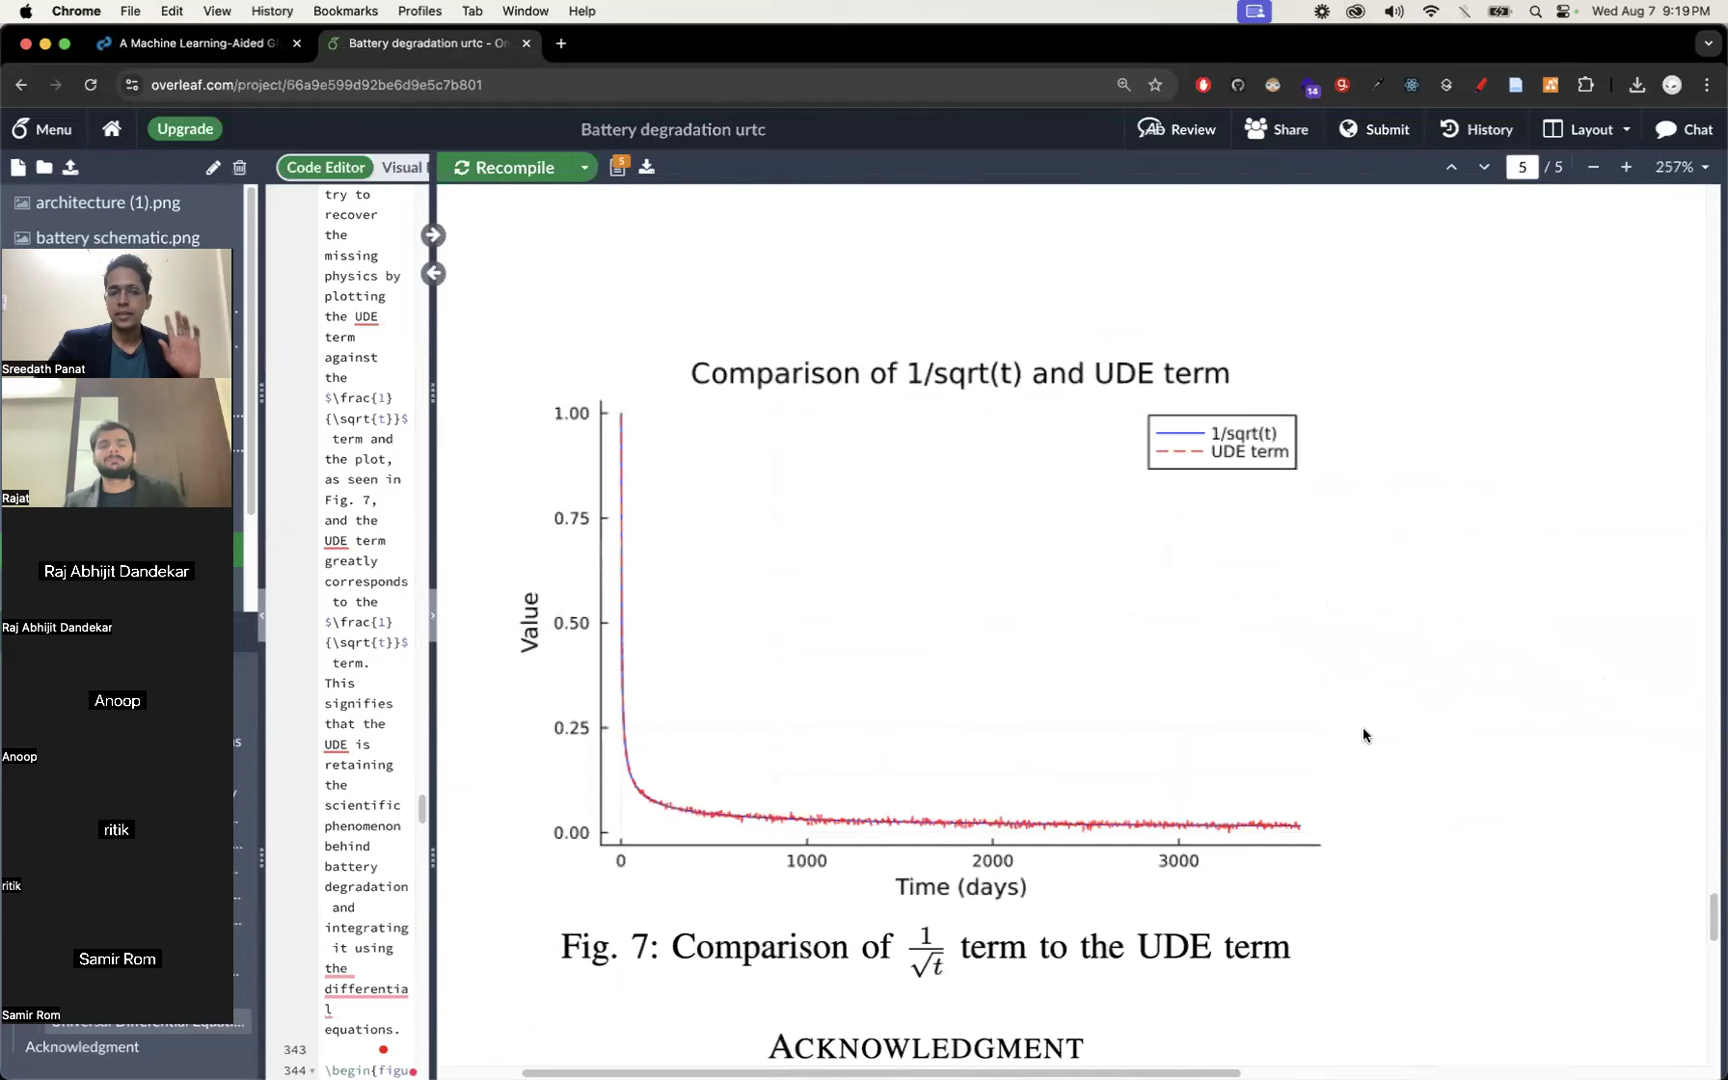 Chrome File Edit View History Bookmarks Profiles Tab Window Help
Wed Aug 7 9:19 PM
A Machine Learning-Aided G
Battery degradation urtc - On
overleaf.com/project/66a9e599d92be6d9e5c7b801
14
Menu
Upgrade
Battery degradation urtc
Review
Share
Submit
History
Layout
Chat
Code Editor
Visual
Recompile
5
5 / 5
257%
architecture (1).png
battery schematic.png
Sreedath Panat
Rajat
Raj Abhijit Dandekar
Raj Abhijit Dandekar
Anoop
Anoop
ritik
ritik
Samir Rom
Samir Rom
Acknowledgment
try to
recover
the
missing
physics by
plotting
the UDE
term
against
the
$\frac{1}
{\sqrt{t}}$
term and
the plot,
as seen in
Fig. 7,
and the
UDE term
greatly
corresponds
to the
$\frac{1}
{\sqrt{t}}$
term.
This
signifies
that the
UDE is
retaining
the
scientific
phenomenon
behind
battery
degradation
and
integrating
it using
the
differentia
l
equations.
343
344 \begin{figu
Comparison of 1/sqrt(t) and UDE term
1/sqrt(t)
UDE term
1.00
0.75
0.50
0.25
0.00
Value
0 1000 2000 3000
Time (days)
Fig. 7: Comparison of 1/√t term to the UDE term
ACKNOWLEDGMENT